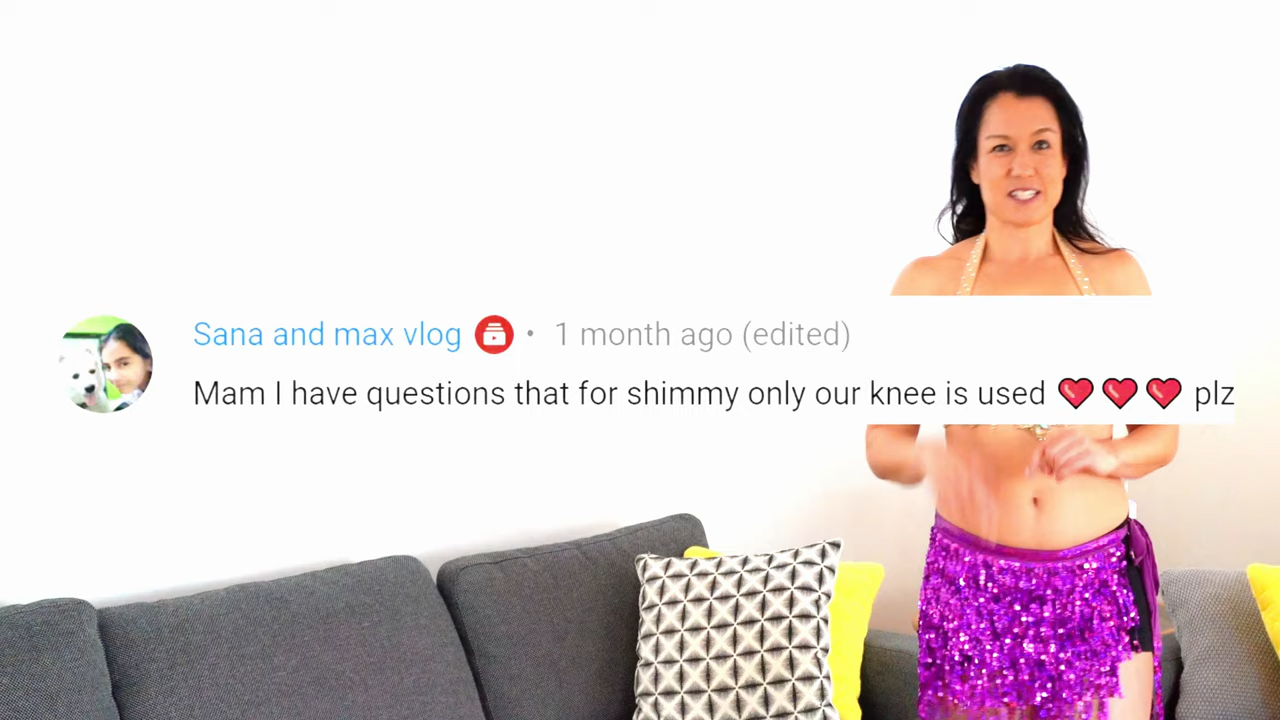 Sana and max vlog • 1 month ago (edited)
Mam I have questions that for shimmy only our knee is used ❤❤❤ plz